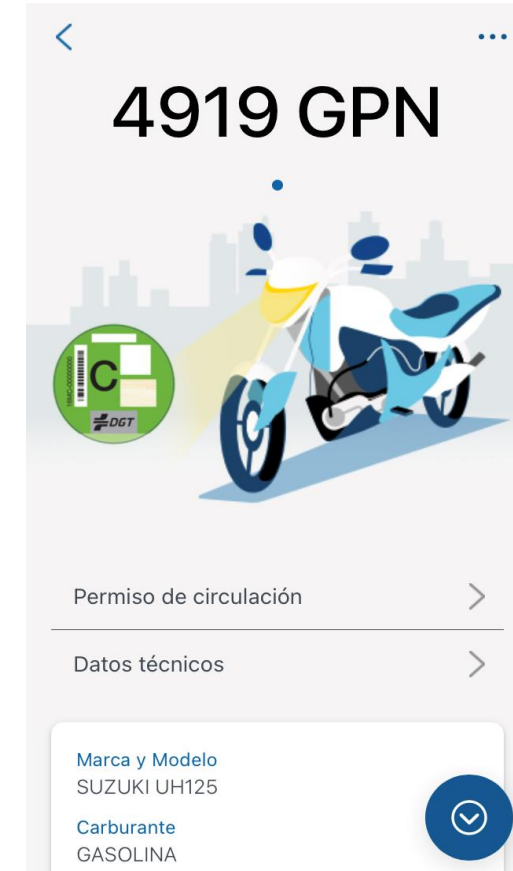 4919 GPN
C
DGT
Permiso de circulación
Datos técnicos
Marca y Modelo
SUZUKI UH125
Carburante
GASOLINA